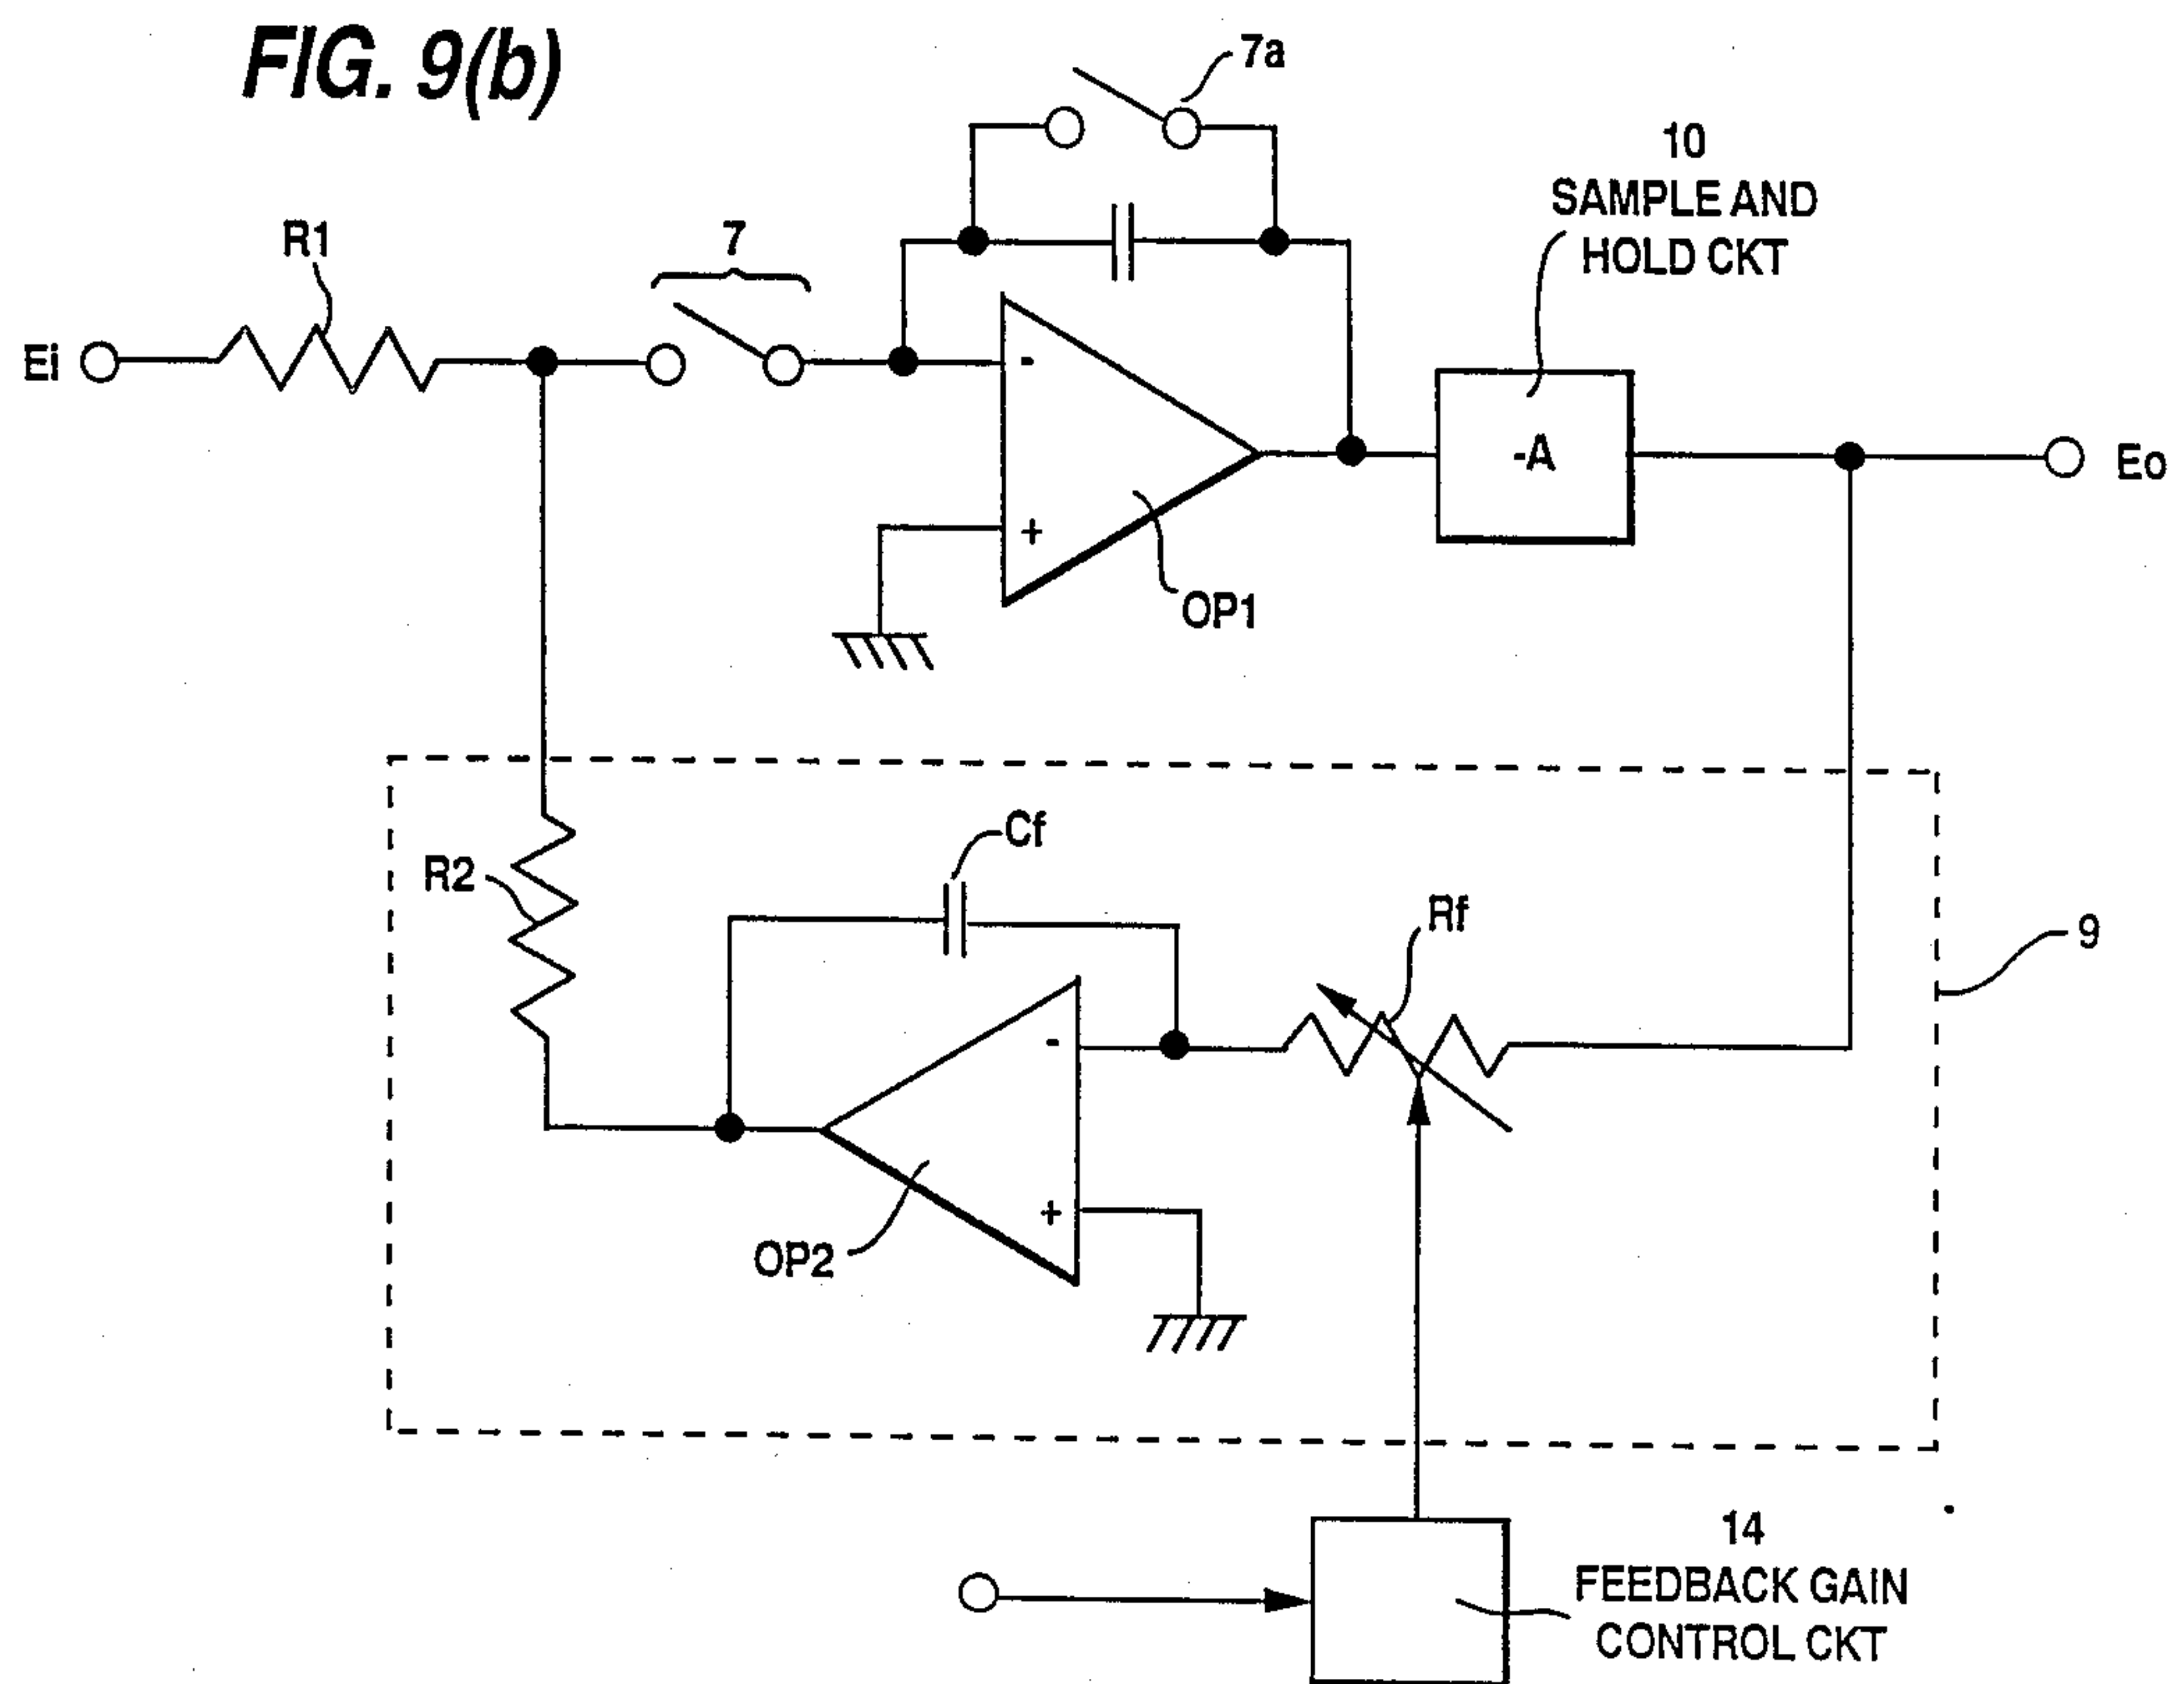 FIG. 9(b)
7a
10
SAMPLE AND
HOLD CKT
R1
7
Ei
-
-A
Eo
+
OP1
Cf
R2
Rf
9
-
+
OP2
14
FEEDBACK GAIN
CONTROL CKT